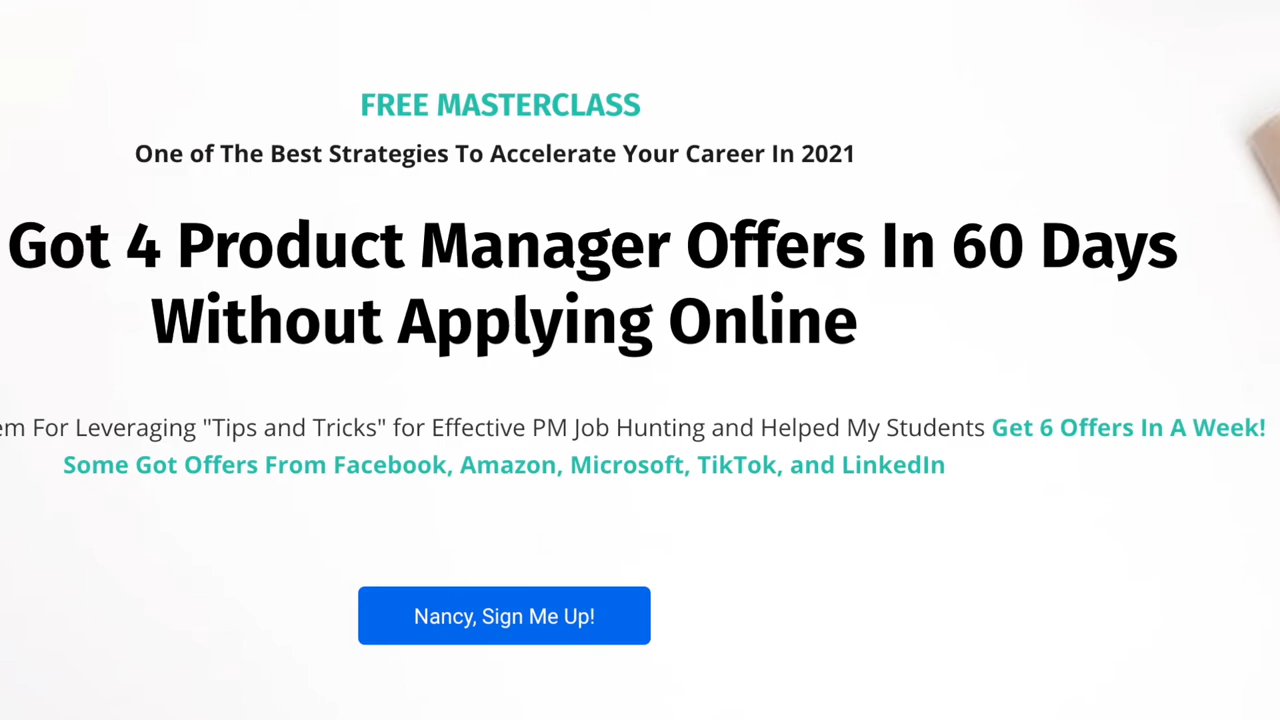 FREE MASTERCLASS
One of The Best Strategies To Accelerate Your Career In 2021
Got 4 Product Manager Offers In 60 Days
Without Applying Online
For Leveraging "Tips and Tricks" for Effective PM Job Hunting and Helped My Students Get 6 Offers In A Week!
Some Got Offers From Facebook, Amazon, Microsoft, TikTok, and LinkedIn
Nancy, Sign Me Up!